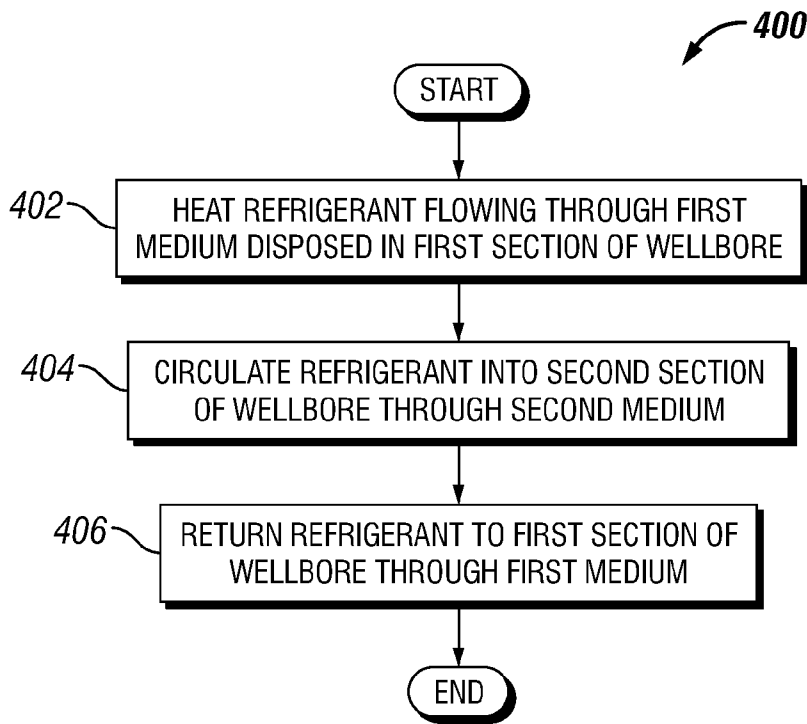 400
START
402
HEAT REFRIGERANT FLOWING THROUGH FIRST
MEDIUM DISPOSED IN FIRST SECTION OF WELLBORE
404
CIRCULATE REFRIGERANT INTO SECOND SECTION
OF WELLBORE THROUGH SECOND MEDIUM
406
RETURN REFRIGERANT TO FIRST SECTION OF
WELLBORE THROUGH FIRST MEDIUM
END